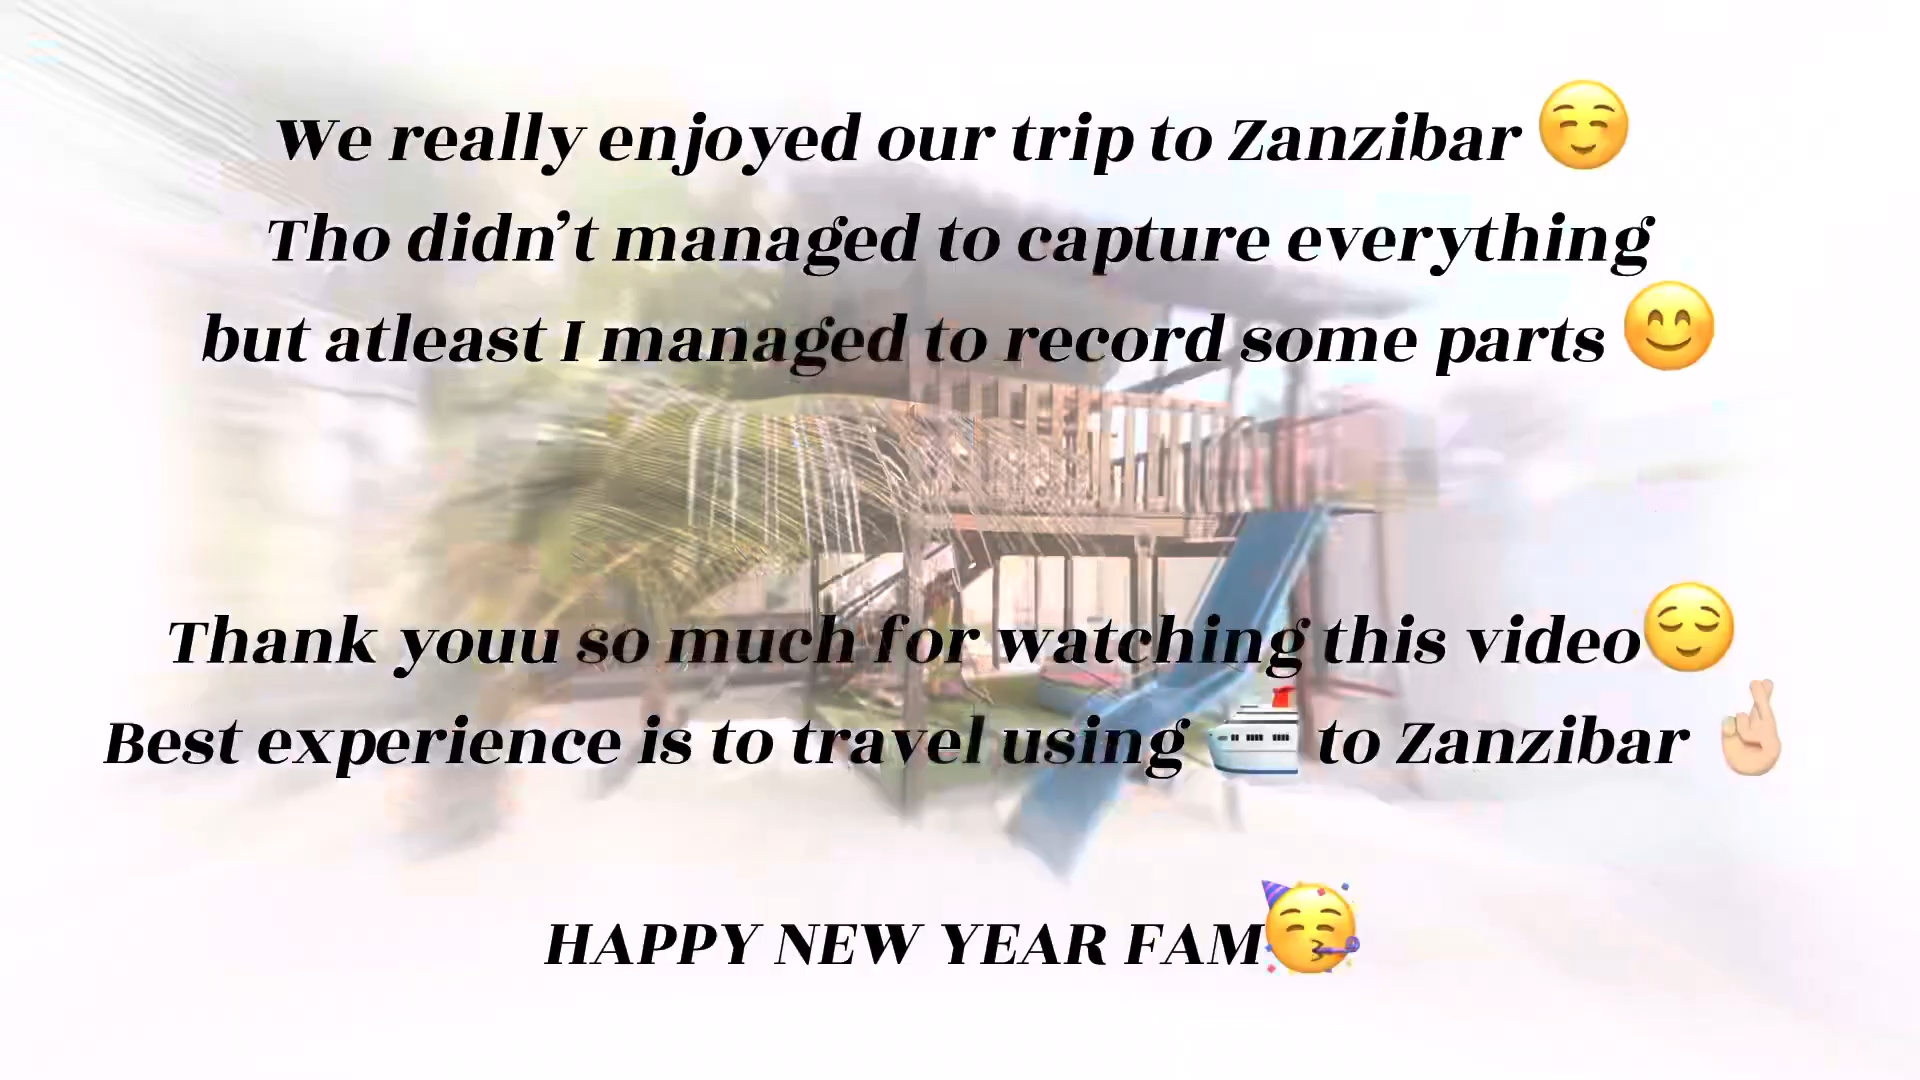 We really enjoyed our trip to Zanzibar ☺️
Tho didn’t managed to capture everything
but atleast I managed to record some parts 😊
Thank youu so much for watching this video😌
Best experience is to travel using 🛳️ to Zanzibar 🤞🏼
HAPPY NEW YEAR FAM🥳